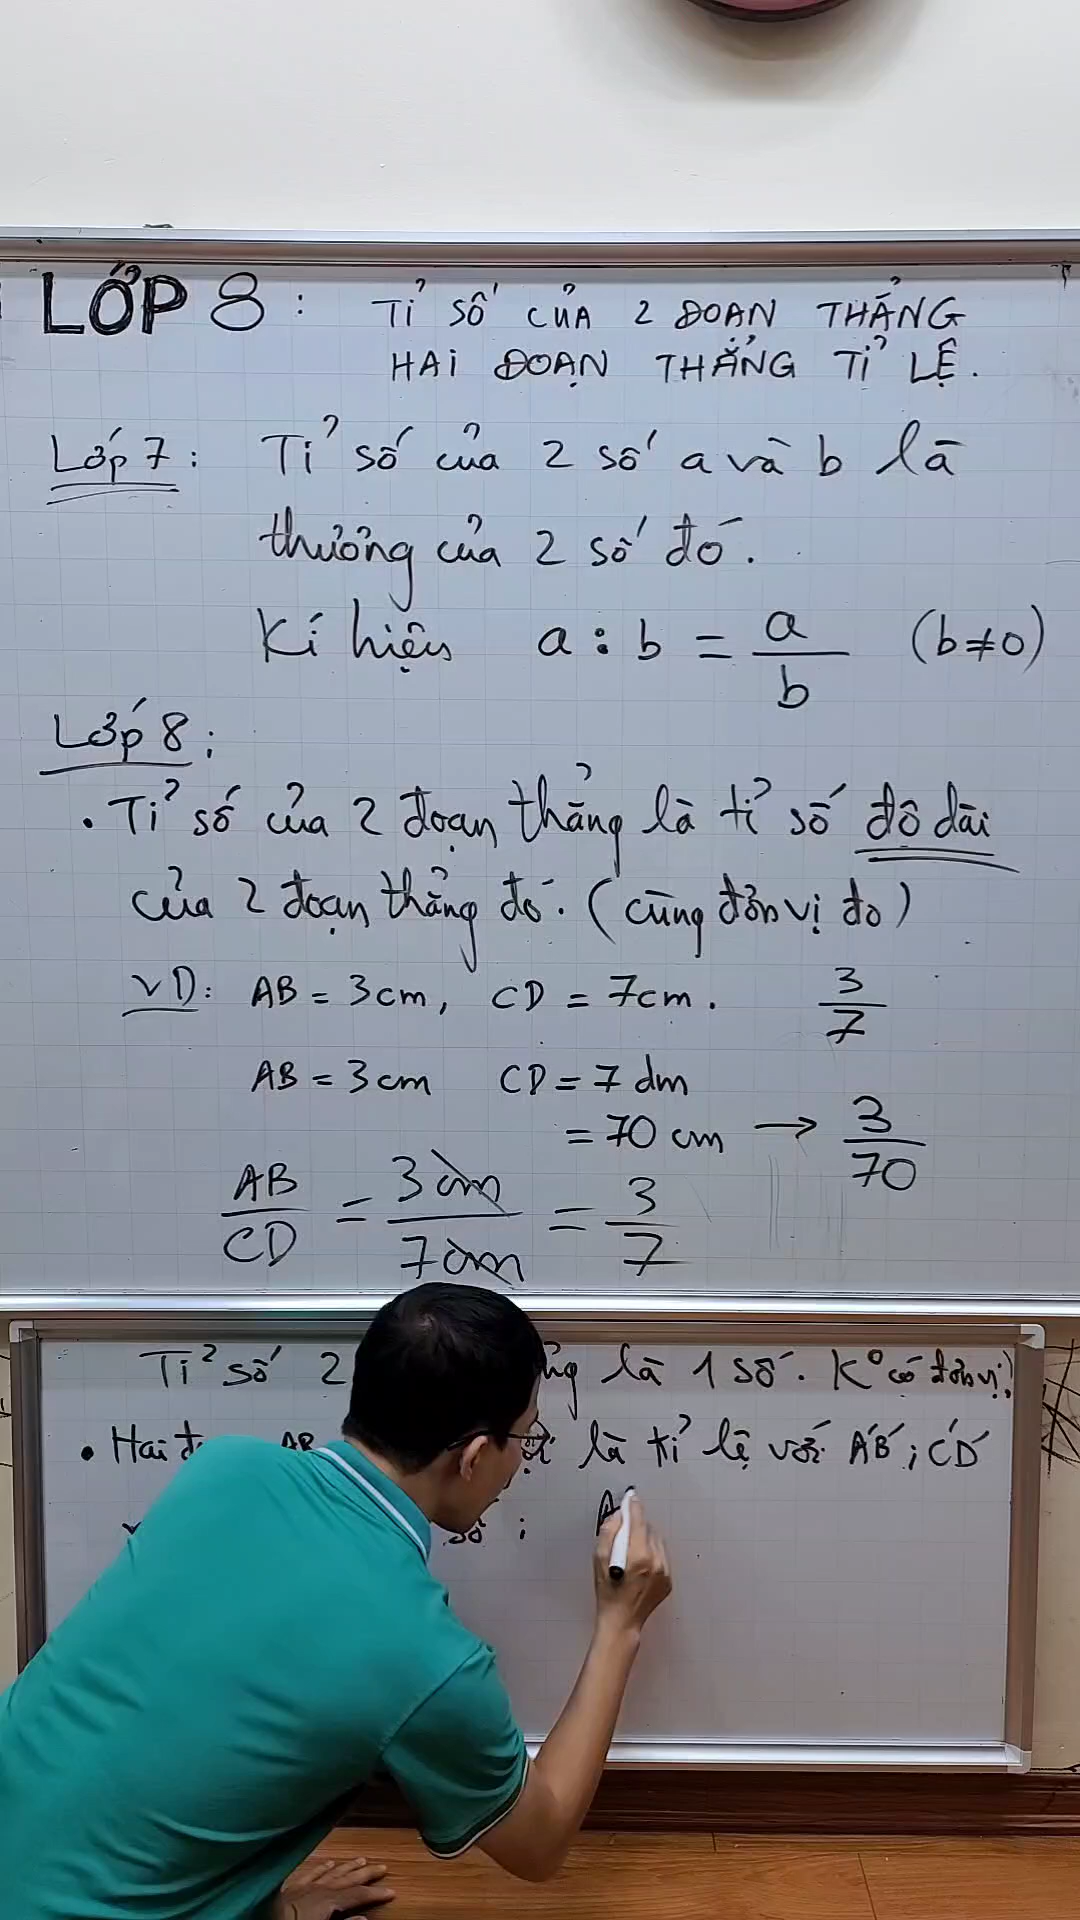 LỚP 8 : TỈ SỐ CỦA 2 ĐOẠN THẲNG
HAI ĐOẠN THẲNG TỈ LỆ.
Lớp 7 : Tỉ số của 2 số a và b là
thương của 2 số đó.
Kí hiệu a : b = a/b (b≠0)
Lớp 8 :
• Tỉ số của 2 đoạn thẳng là tỉ số độ dài
của 2 đoạn thẳng đó. (cùng đơn vị đo)
VD: AB = 3cm, CD = 7cm. 3/7
AB = 3cm CD = 7 dm
= 70 cm → 3/70
AB/CD = 3cm/7cm = 3/7
Tỉ số 2 là 1 số. K° có đơn vị!
• Hai AB là tỉ lệ với A'B' ; C'D'
số : A